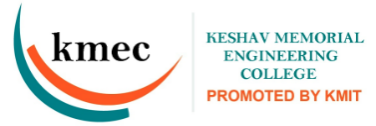 kmec
KESHAV MEMORIAL
ENGINEERING
COLLEGE
PROMOTED BY KMIT